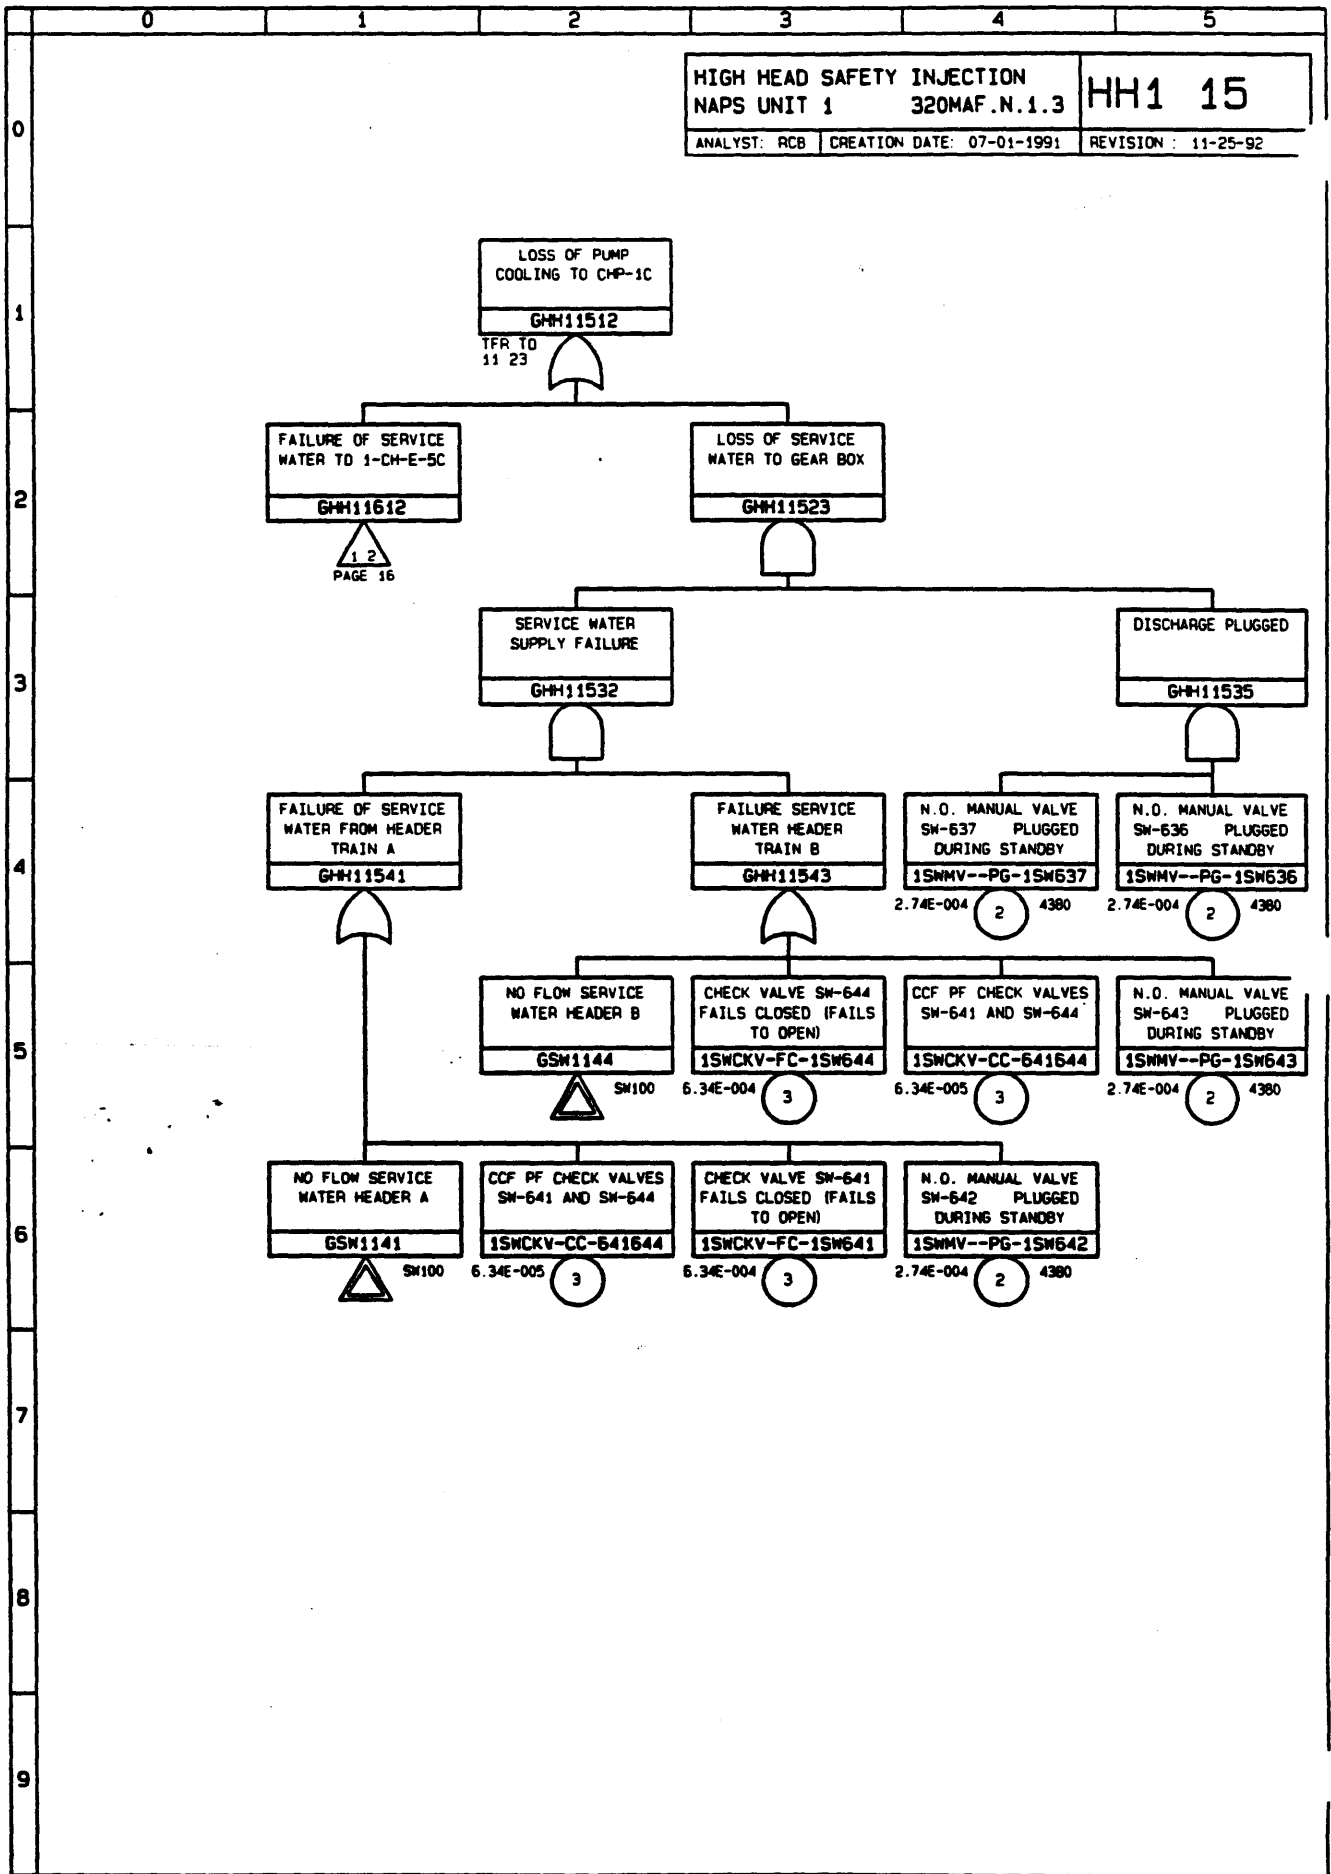 0 1 2 3 4 5
HIGH HEAD SAFETY INJECTION
NAPS UNIT 1 320MAF.N.1.3
HH1 15
ANALYST: RCB CREATION DATE: 07-01-1991 REVISION : 11-25-92
0
LOSS OF PUMP
COOLING TO CHP-1C
GHH11512
TFR TO
11 23
1
FAILURE OF SERVICE
WATER TO 1-CH-E-5C
GHH11612
1 2
PAGE 16
LOSS OF SERVICE
WATER TO GEAR BOX
GHH11523
2
SERVICE WATER
SUPPLY FAILURE
GHH11532
DISCHARGE PLUGGED
GHH11535
3
FAILURE OF SERVICE
WATER FROM HEADER
TRAIN A
GHH11541
FAILURE SERVICE
WATER HEADER
TRAIN B
GHH11543
N.O. MANUAL VALVE
SW-637 PLUGGED
DURING STANDBY
1SWMV--PG-1SW637
2.74E-004 2 4380
N.O. MANUAL VALVE
SW-636 PLUGGED
DURING STANDBY
1SWMV--PG-1SW636
2.74E-004 2 4380
4
NO FLOW SERVICE
WATER HEADER B
GSW1144
SW100
CHECK VALVE SW-644
FAILS CLOSED (FAILS
TO OPEN)
1SWCKV-FC-1SW644
6.34E-004 3
CCF PF CHECK VALVES
SW-641 AND SW-644
1SWCKV-CC-641644
6.34E-005 3
N.O. MANUAL VALVE
SW-643 PLUGGED
DURING STANDBY
1SWMV--PG-1SW643
2.74E-004 2 4380
5
NO FLOW SERVICE
WATER HEADER A
GSW1141
SW100
CCF PF CHECK VALVES
SW-641 AND SW-644
1SWCKV-CC-641644
6.34E-005 3
CHECK VALVE SW-641
FAILS CLOSED (FAILS
TO OPEN)
1SWCKV-FC-1SW641
6.34E-004 3
N.O. MANUAL VALVE
SW-642 PLUGGED
DURING STANDBY
1SWMV--PG-1SW642
2.74E-004 2 4380
6
7
8
9